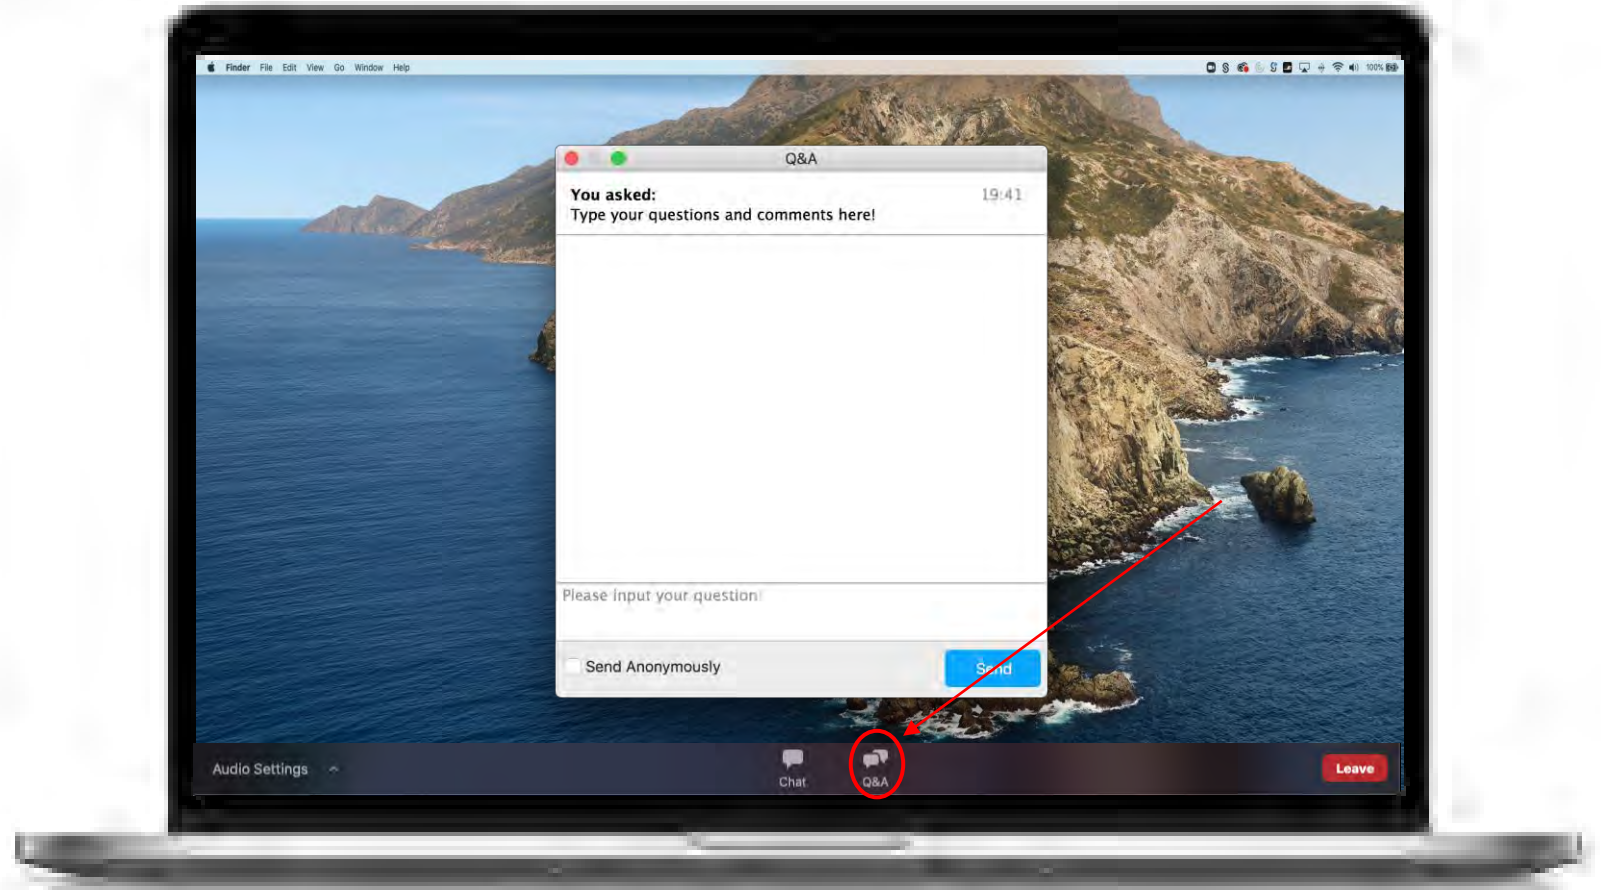 Finder File Edit View Go Window Help
100%
Q&A
You asked:
19:41
Type your questions and comments here!
Please input your question
Send Anonymously
Send
Audio Settings
Chat
Q&A
Leave